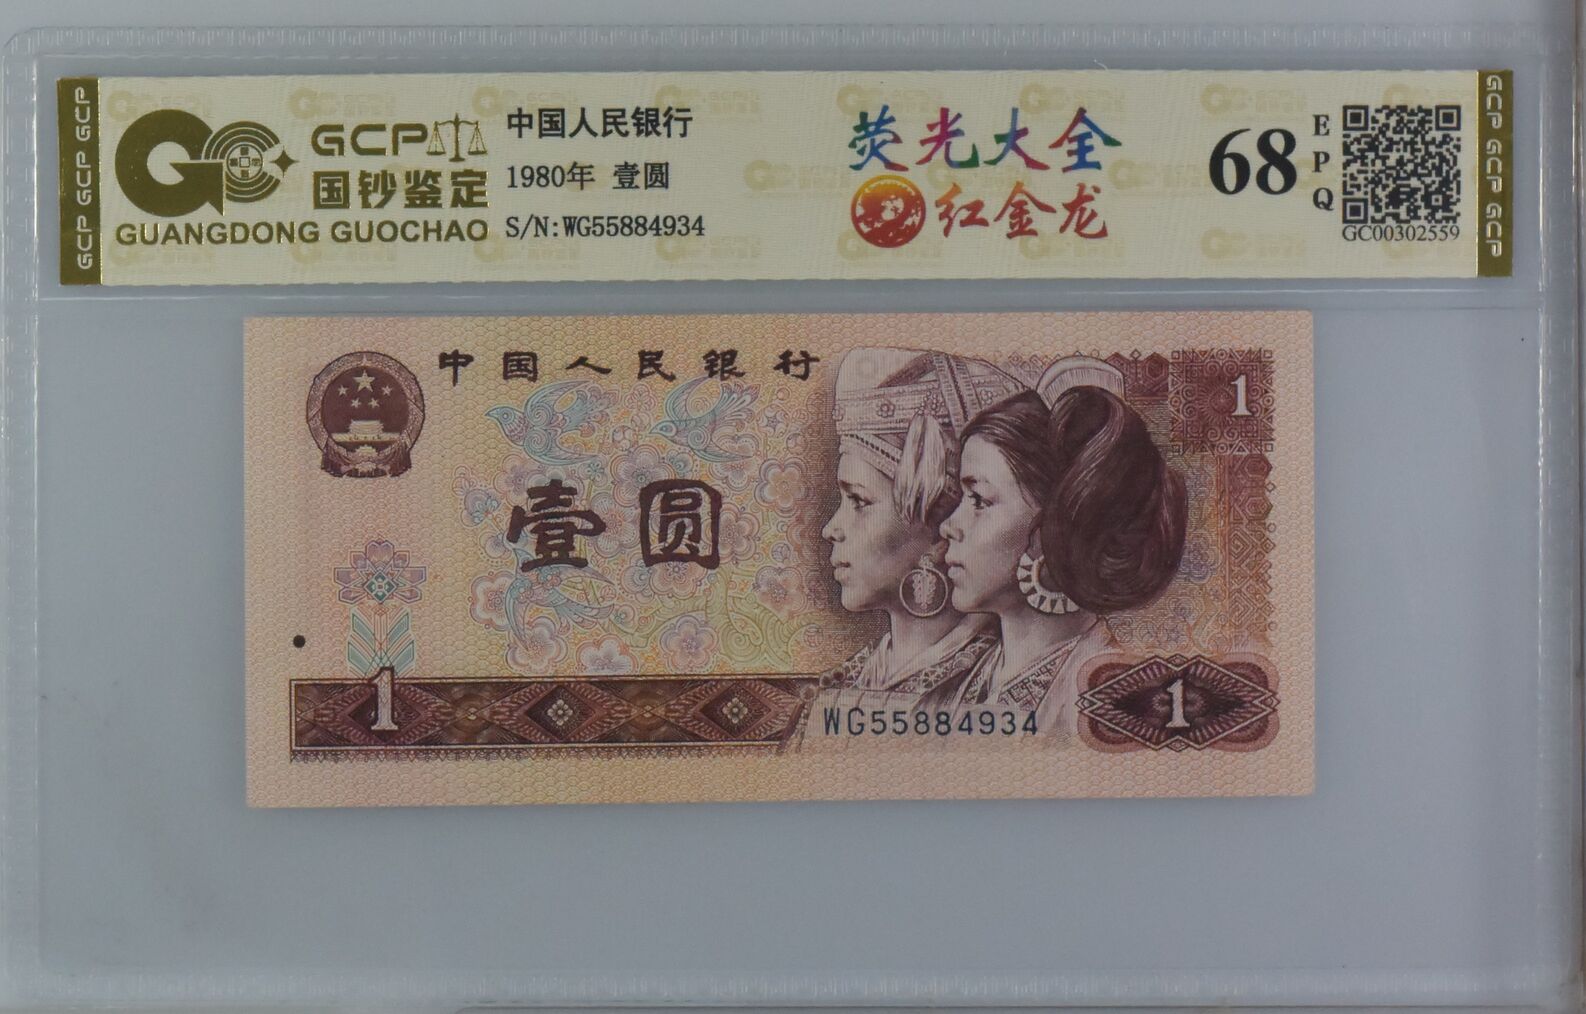 GCP GCP GCP
GCP
国钞鉴定
GUANGDONG GUOCHAO
中国人民银行
1980年 壹圆
S/N:WG55884934
荧光大全
红金龙
68
EPQ
GC00302559
GCP GCP GCP
中国人民银行
1
壹圆
1
WG55884934
1